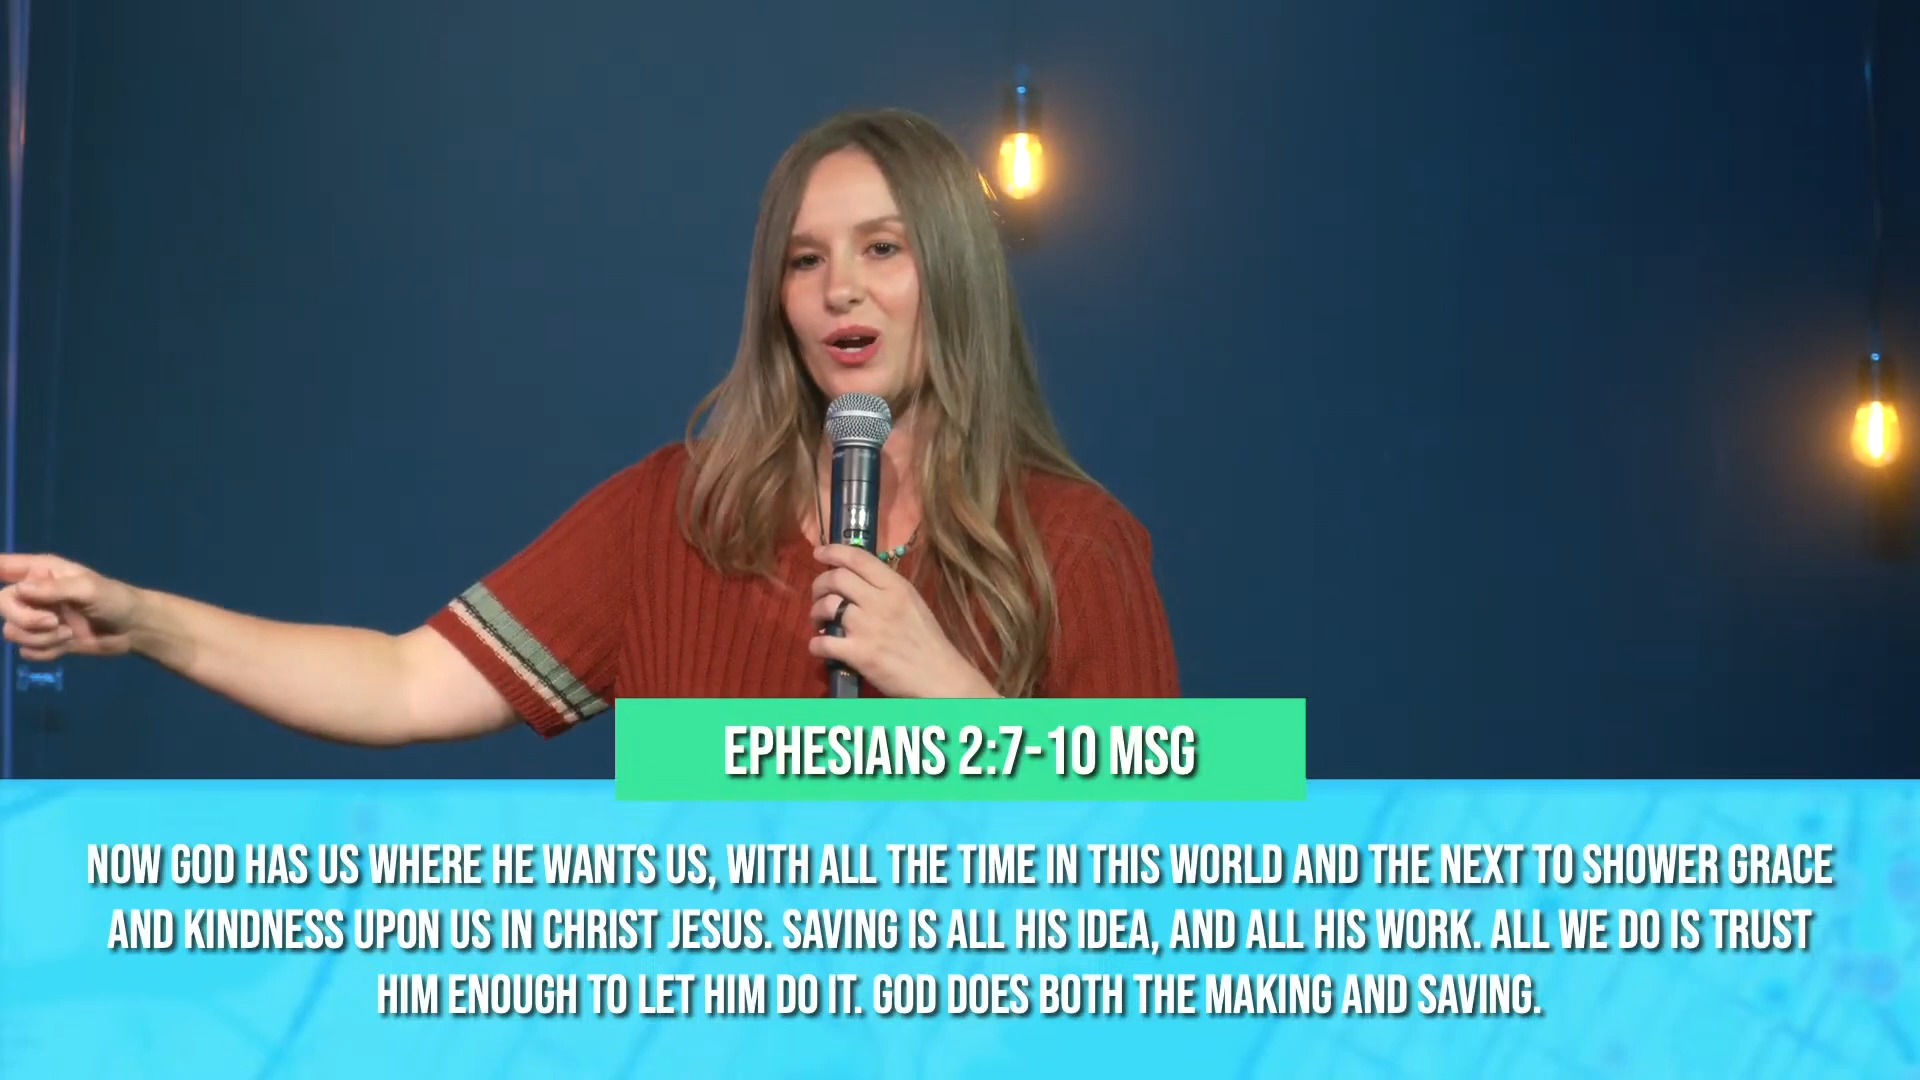 EPHESIANS 2:7-10 MSG
NOW GOD HAS US WHERE HE WANTS US, WITH ALL THE TIME IN THIS WORLD AND THE NEXT TO SHOWER GRACE
AND KINDNESS UPON US IN CHRIST JESUS. SAVING IS ALL HIS IDEA, AND ALL HIS WORK. ALL WE DO IS TRUST
HIM ENOUGH TO LET HIM DO IT. GOD DOES BOTH THE MAKING AND SAVING.